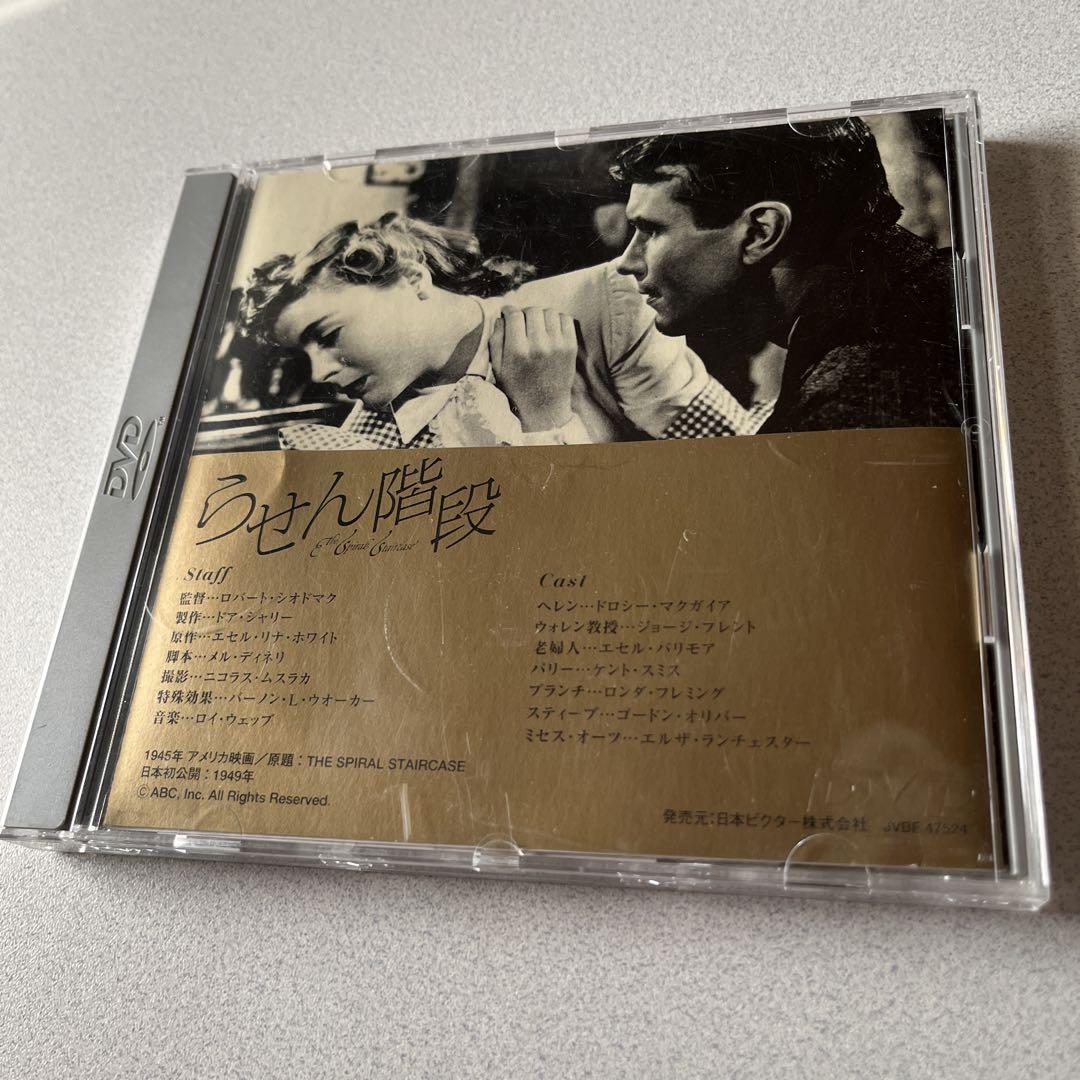 DVD
らせん階段
The Spiral Staircase
Staff
監督…ロバート・シオドマク
製作…ドア・シャリー
原作…エセル・リナ・ホワイト
脚本…メル・ディネリ
撮影…ニコラス・ムスラカ
特殊効果…バーノン・L・ウオーカー
音楽…ロイ・ウェッブ
1945年 アメリカ映画／原題：THE SPIRAL STAIRCASE
日本初公開：1949年
©ABC, Inc. All Rights Reserved.
Cast
ヘレン…ドロシー・マクガイア
ウォレン教授…ジョージ・ブレント
老婦人…エセル・バリモア
パリー…ケント・スミス
ブランチ…ロンダ・フレミング
スティーブ…ゴードン・オリバー
ミセス・オーツ…エルザ・ランチェスター
発売元：日本ビクター株式会社 JVBF 47524